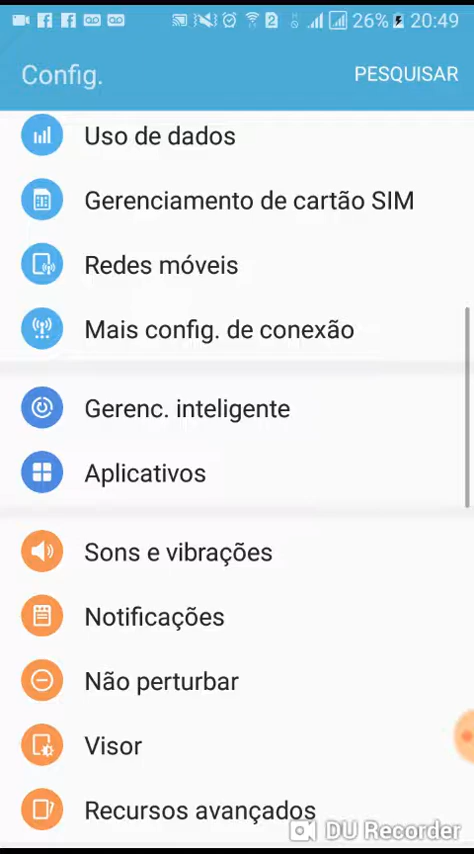 26% 20:49
Config. PESQUISAR
Uso de dados
Gerenciamento de cartão SIM
Redes móveis
Mais config. de conexão
Gerenc. inteligente
Aplicativos
Sons e vibrações
Notificações
Não perturbar
Visor
Recursos avançados
DU Recorder